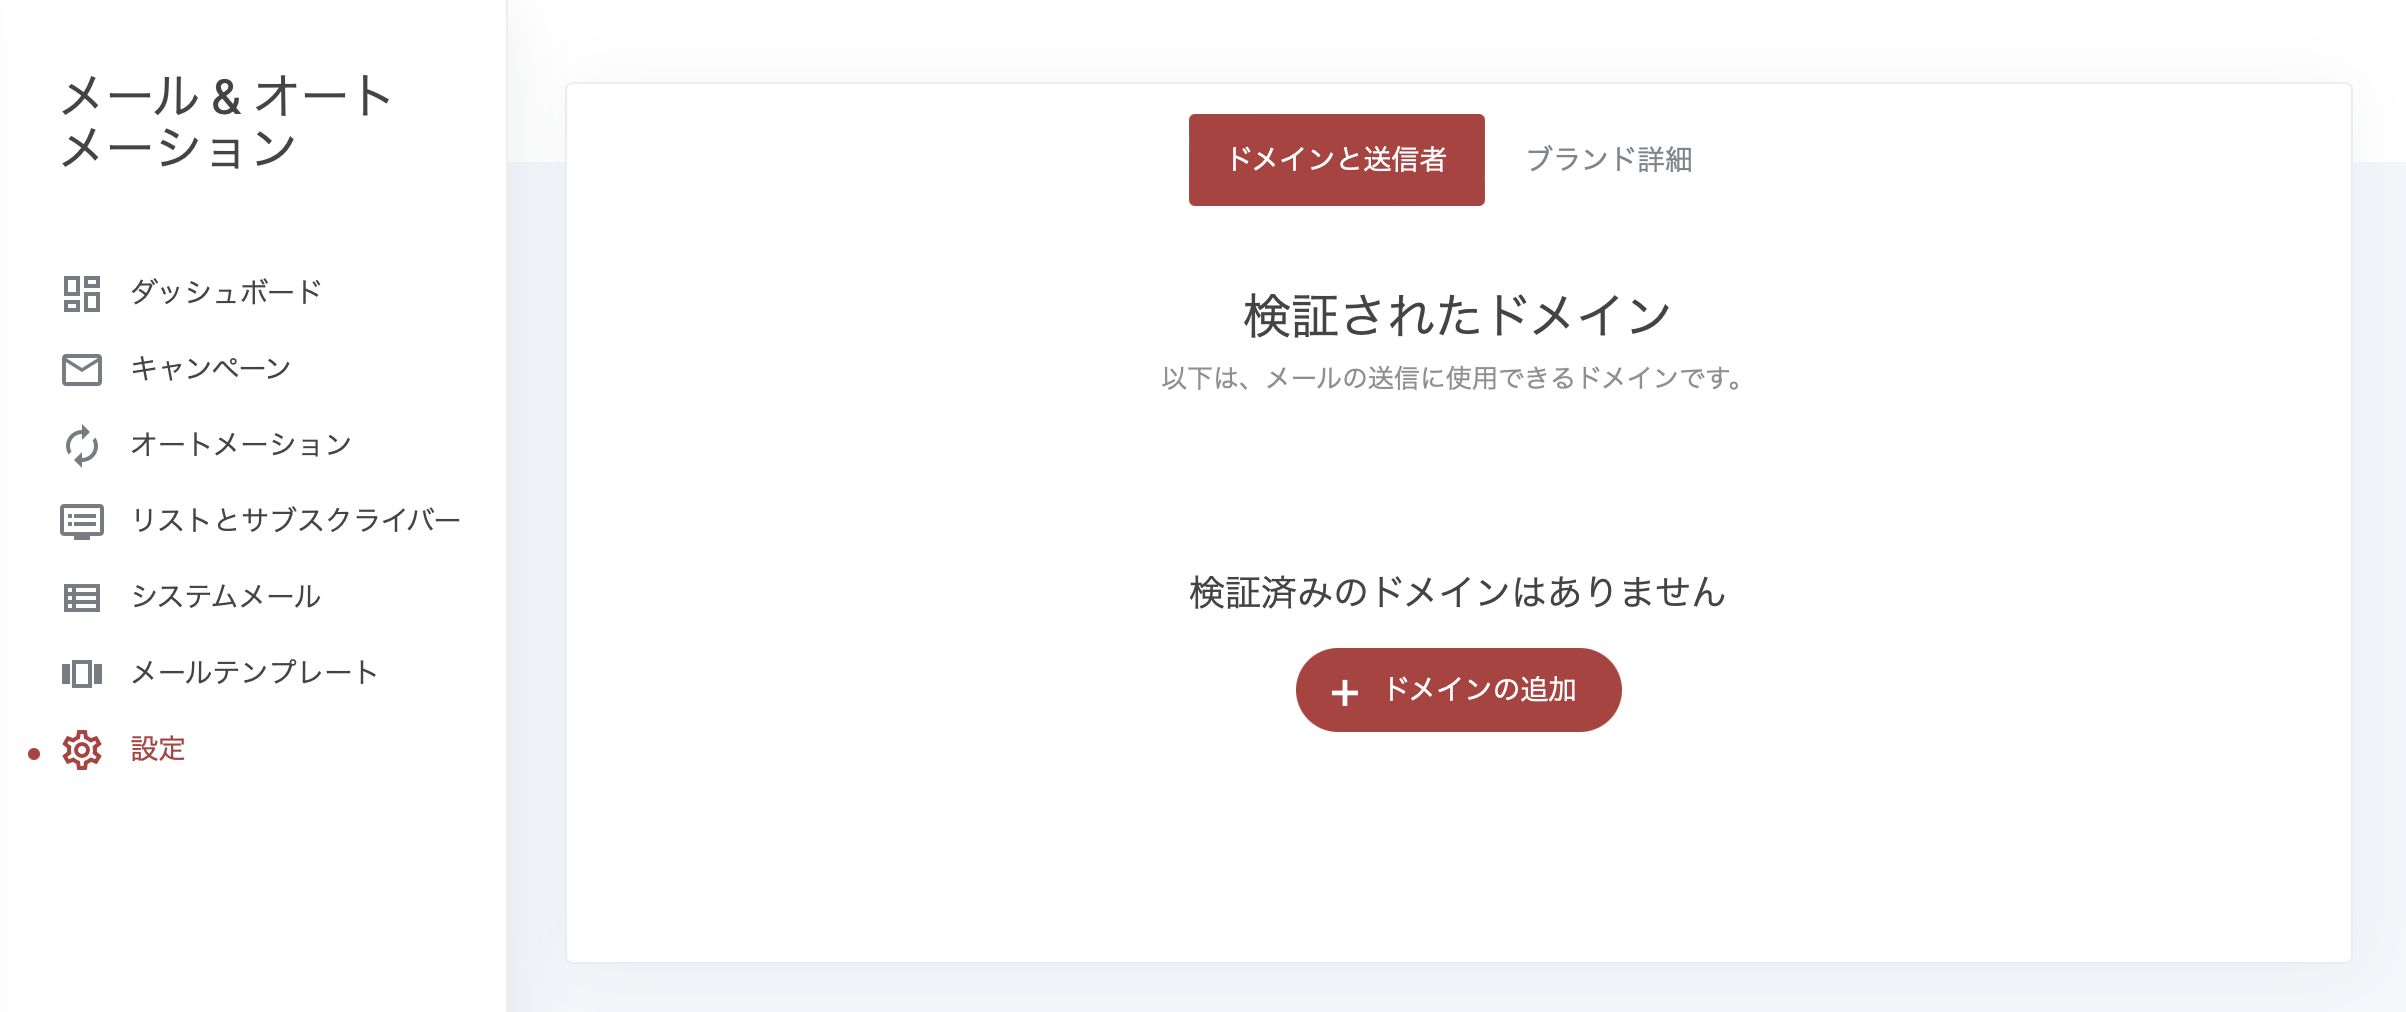 メール & オート
メーション
ダッシュボード
キャンペーン
オートメーション
リストとサブスクライバー
システムメール
メールテンプレート
設定
ドメインと送信者
ブランド詳細
検証されたドメイン
以下は、メールの送信に使用できるドメインです。
検証済みのドメインはありません
+ ドメインの追加